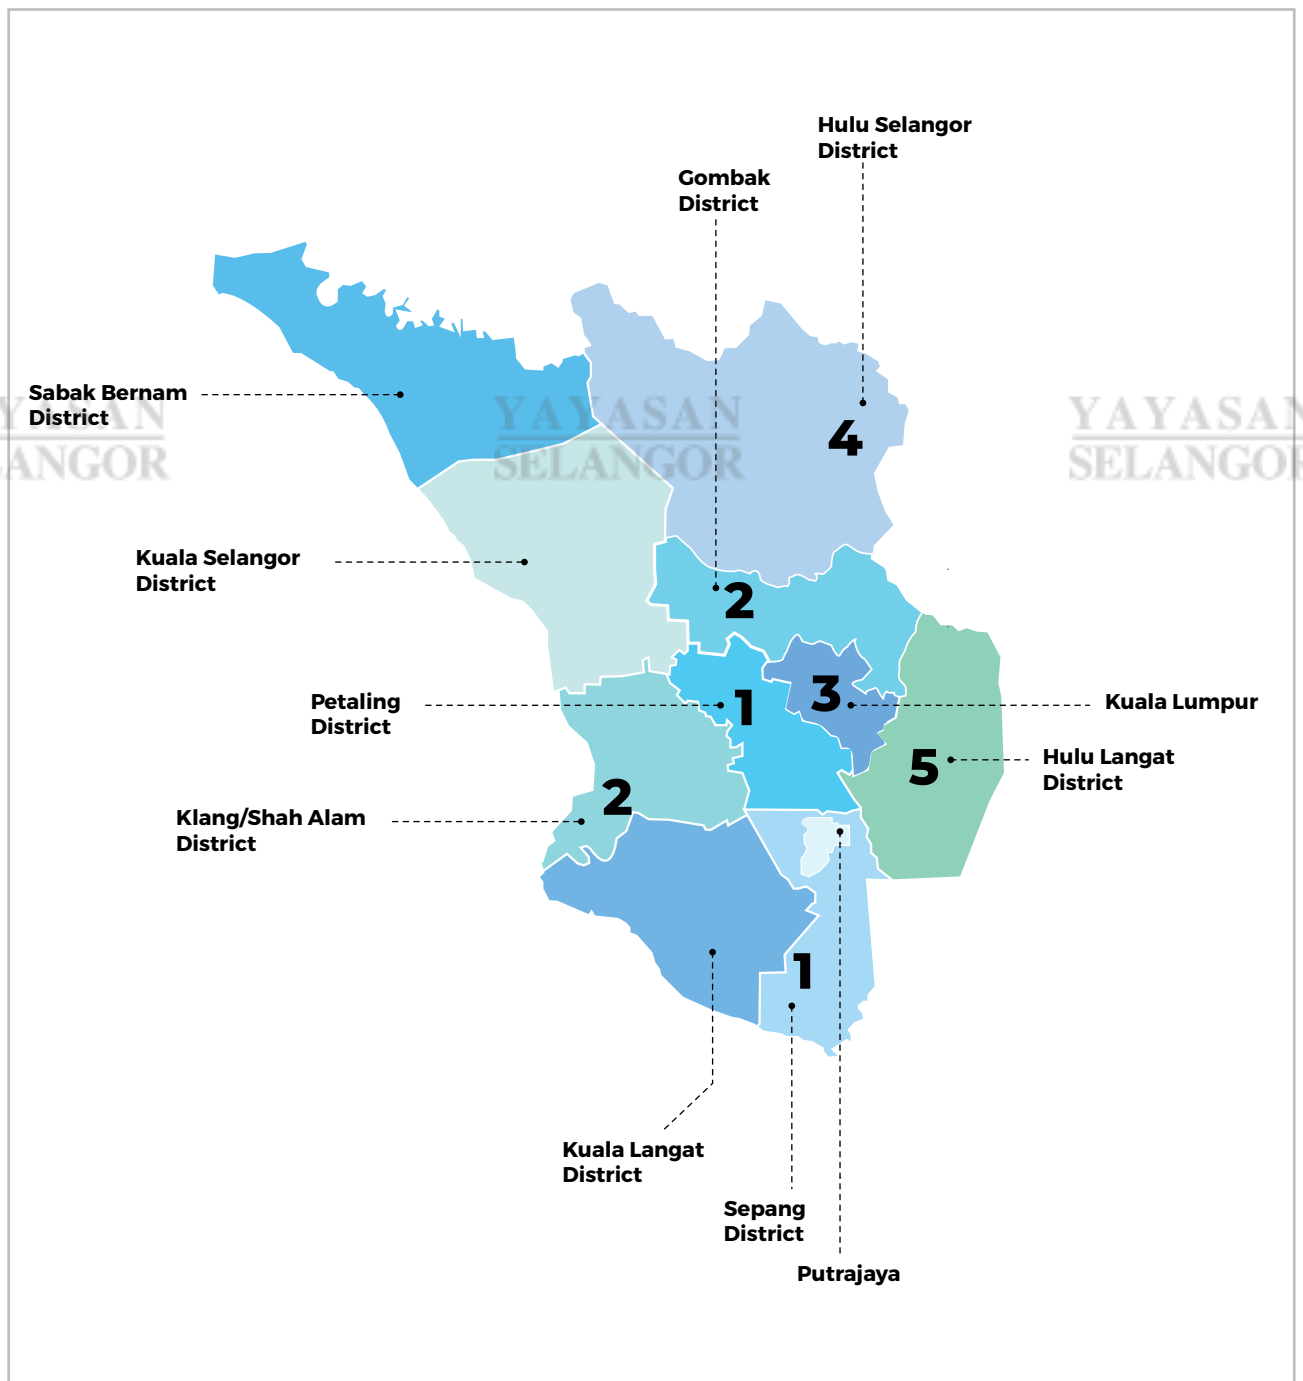 Hulu Selangor
District
Gombak
District
Sabak Bernam
District
YAYASAN
SELANGOR
YAYASAN
SELANGOR
YAYASAN
SELANGOR
4
Kuala Selangor
District
2
Petaling
District
1
3
Kuala Lumpur
5
Hulu Langat
District
2
Klang/Shah Alam
District
1
Kuala Langat
District
Sepang
District
Putrajaya